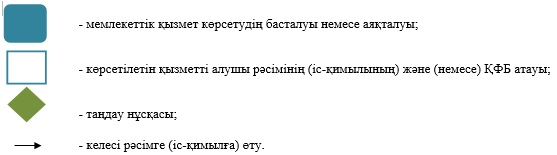 - мемлекеттік қызмет көрсетудің басталуы немесе аяқталуы;
- көрсетілетін қызметті алушы рәсімінің (іс-қимылының) және (немесе) ҚФБ атауы;
- таңдау нұсқасы;
- келесі рәсімге (іс-қимылға) өту.